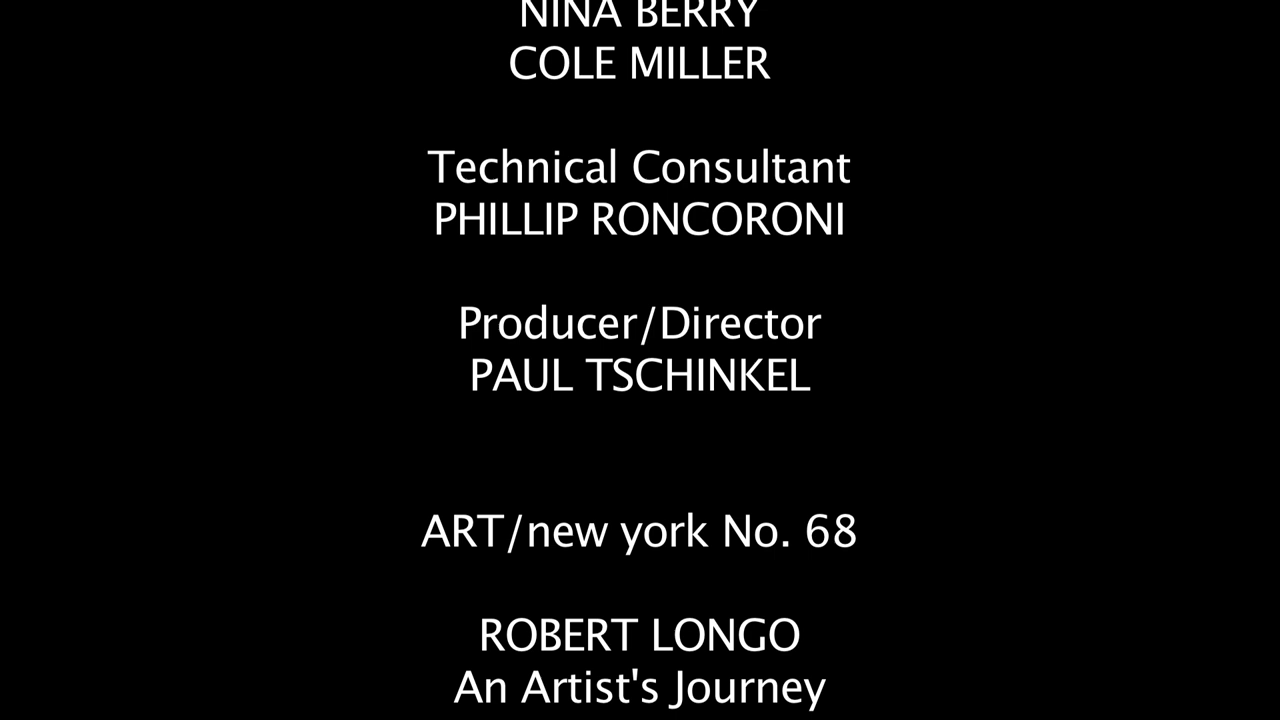 NINA BERRY
COLE MILLER
Technical Consultant
PHILLIP RONCORONI
Producer/Director
PAUL TSCHINKEL
ART/new york No. 68
ROBERT LONGO
An Artist's Journey